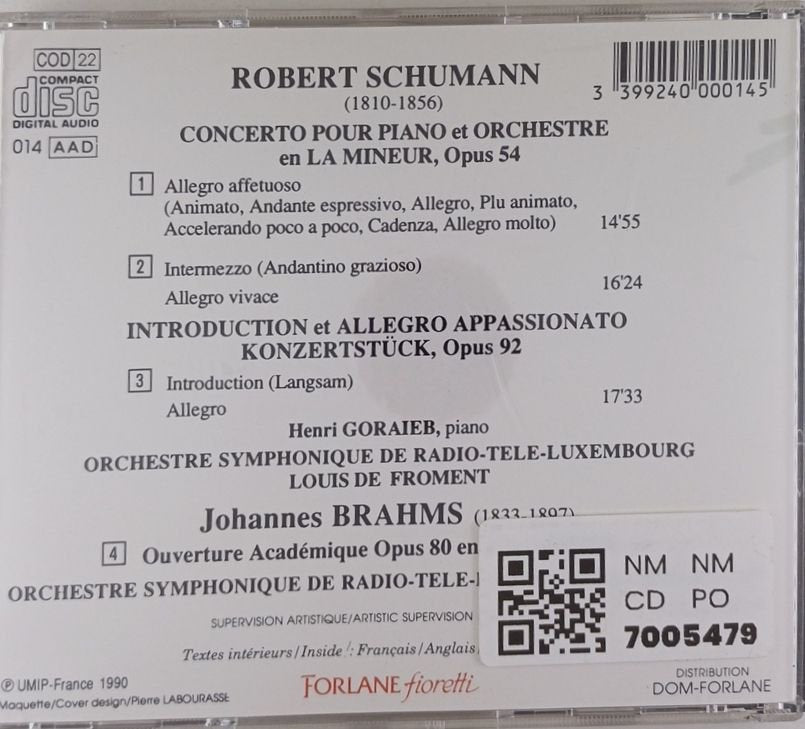 COD 22
COMPACT
disc
DIGITAL AUDIO
014 AAD
3 399240 000145
ROBERT SCHUMANN
(1810-1856)
CONCERTO POUR PIANO et ORCHESTRE
en LA MINEUR, Opus 54
1 Allegro affetuoso
(Animato, Andante espressivo, Allegro, Plu animato,
Accelerando poco a poco, Cadenza, Allegro molto) 14'55
2 Intermezzo (Andantino grazioso)
Allegro vivace 16'24
INTRODUCTION et ALLEGRO APPASSIONATO
KONZERTSTÜCK, Opus 92
3 Introduction (Langsam)
Allegro 17'33
Henri GORAIEB, piano
ORCHESTRE SYMPHONIQUE DE RADIO-TELE-LUXEMBOURG
LOUIS DE FROMENT
Johannes BRAHMS (1833-1897)
4 Ouverture Académique Opus 80 en
ORCHESTRE SYMPHONIQUE DE RADIO-TELE-
SUPERVISION ARTISTIQUE/ARTISTIC SUPERVISION
Textes intérieurs/Inside : Français/Anglais
NM NM
CD PO
7005479
℗ UMIP-France 1990
Maquette/Cover design/Pierre LABOURASSE
FORLANE fioretti
DISTRIBUTION
DOM-FORLANE